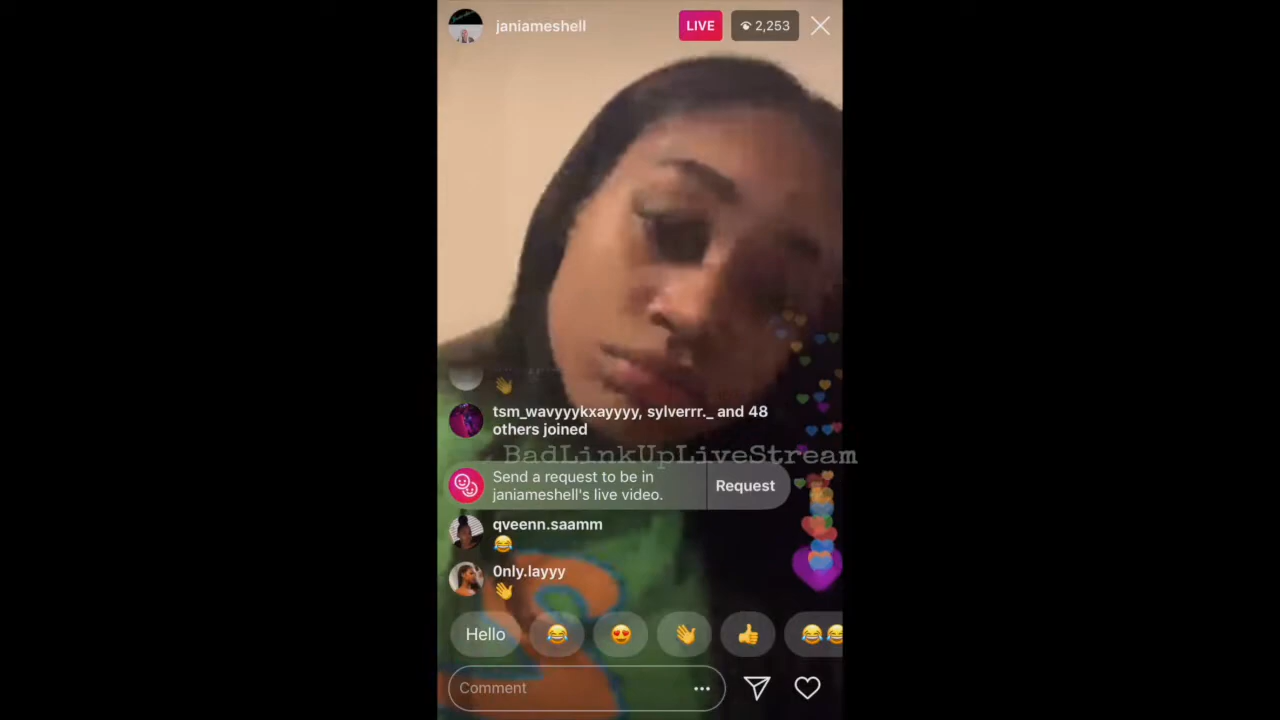 janiameshell
LIVE
2,253
tsm_wavyyykxayyyy, sylverrr._ and 48
others joined
BadLinkUpLiveStream
Send a request to be in
janiameshell's live video.
Request
qveenn.saamm
😂
0nly.layyy
👋
Hello
Comment